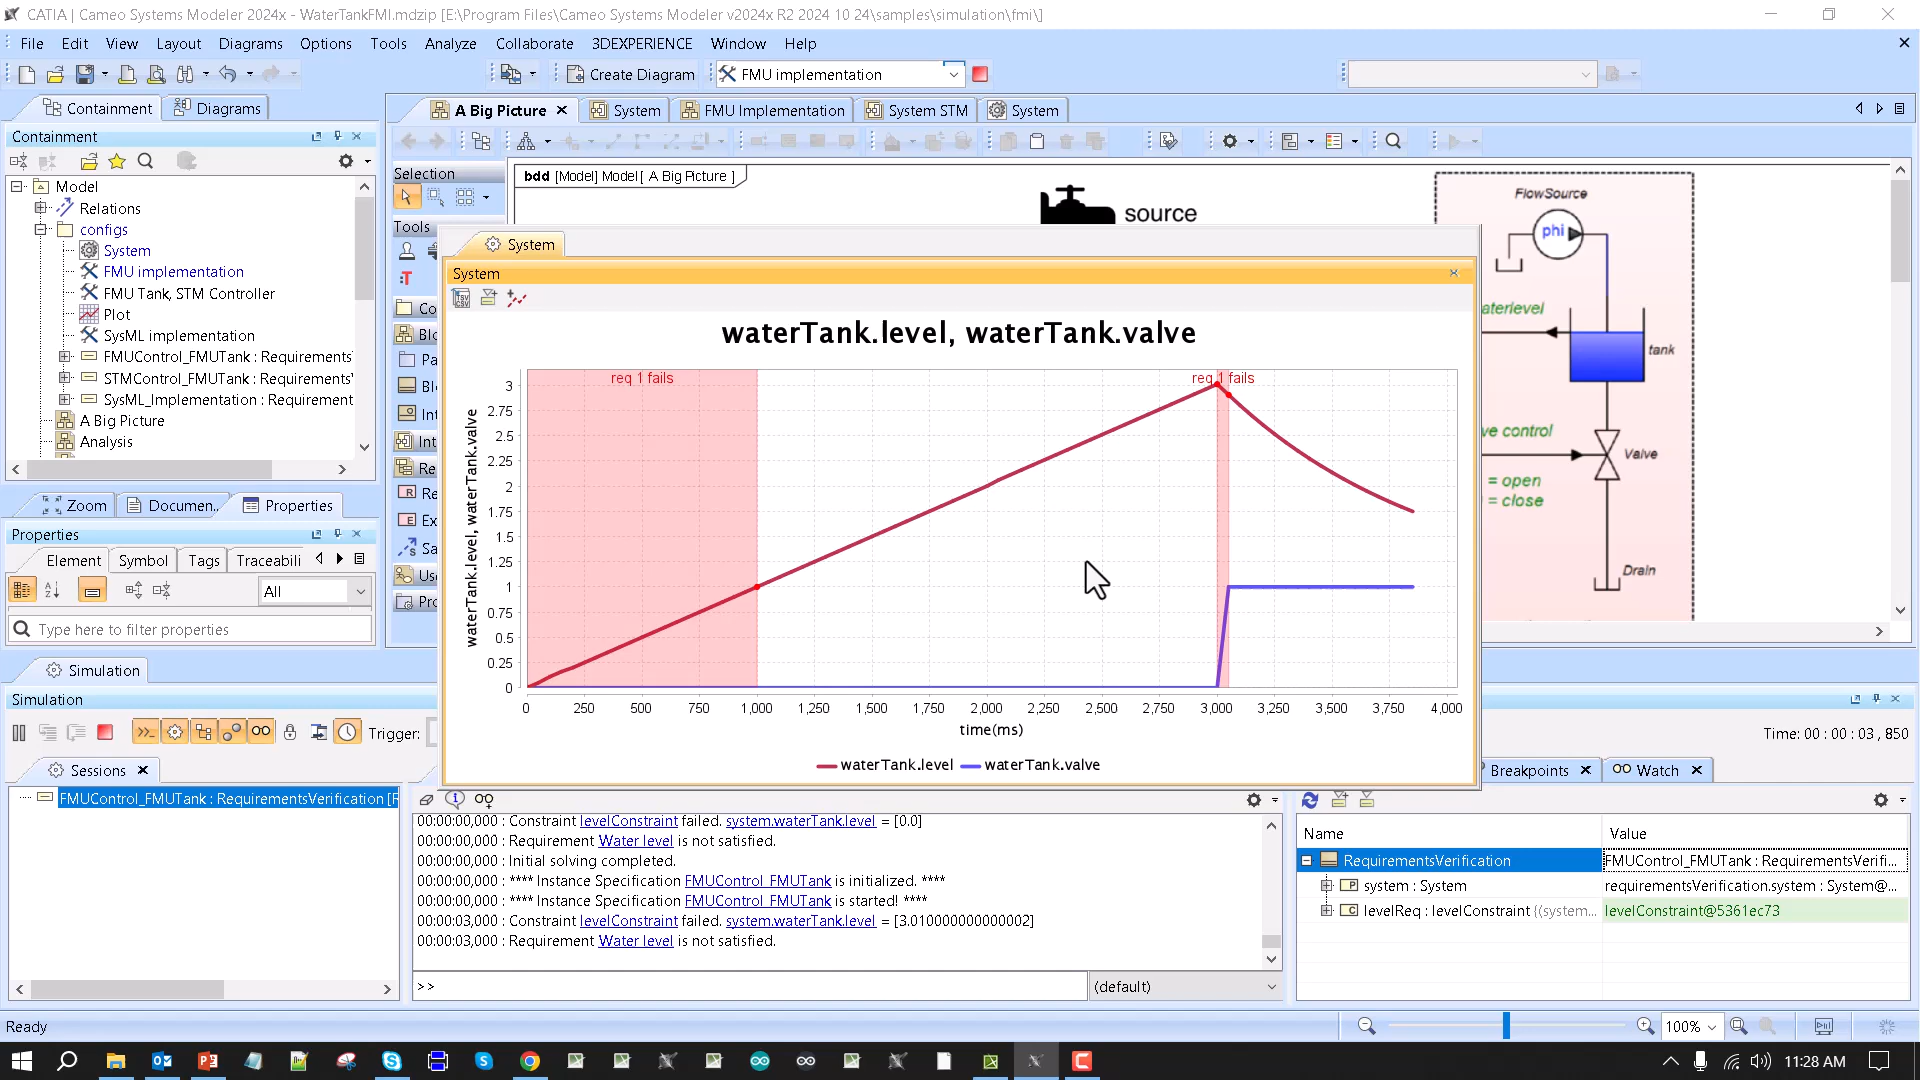 CATIA | Cameo Systems Modeler 2024x - WaterTankFMI.mdzip [E:\Program Files\Cameo Systems Modeler v2024x R2 2024 10 24\samples\simulation\fmi\]
File Edit View Layout Diagrams Options Tools Analyze Collaborate 3DEXPERIENCE Window Help
Create Diagram FMU implementation
Containment Diagrams
A Big Picture System FMU Implementation System STM System
Containment
Model
Relations
configs
System
FMU implementation
FMU Tank, STM Controller
Plot
SysML implementation
FMUControl_FMUTank : Requirements
STMControl_FMUTank : Requirements
SysML_Implementation : Requirement
A Big Picture
Analysis
Zoom Documen.. Properties
Properties
Element Symbol Tags Traceabili
All
Type here to filter properties
Selection
Tools
Co
Blo
Pa
Bl
Int
Int
Re
Re
Ex
Sa
Us
Pro
bdd [Model] Model[ A Big Picture ]
source
FlowSource
phi
aterlevel
tank
ve control
Valve
= open
= close
Drain
System
System
waterTank.level, waterTank.valve
req 1 fails req 1 fails
waterTank.level, waterTank.valve
3
2.75
2.5
2.25
2
1.75
1.5
1.25
1
0.75
0.5
0.25
0
0 250 500 750 1,000 1,250 1,500 1,750 2,000 2,250 2,500 2,750 3,000 3,250 3,500 3,750 4,000
time(ms)
waterTank.level waterTank.valve
Simulation
Simulation
Trigger:
Time: 00 : 00 : 03 , 850
Sessions
FMUControl_FMUTank : RequirementsVerification [R
00:00:00,000 : Constraint levelConstraint failed. system.waterTank.level = [0.0]
00:00:00,000 : Requirement Water level is not satisfied.
00:00:00,000 : Initial solving completed.
00:00:00,000 : **** Instance Specification FMUControl_FMUTank is initialized. ****
00:00:00,000 : **** Instance Specification FMUControl_FMUTank is started! ****
00:00:03,000 : Constraint levelConstraint failed. system.waterTank.level = [3.010000000000002]
00:00:03,000 : Requirement Water level is not satisfied.
>> (default)
Breakpoints Watch
Name Value
RequirementsVerification FMUControl_FMUTank : RequirementsVerifi...
system : System requirementsVerification.system : System@...
levelReq : levelConstraint {(system... levelConstraint@5361ec73
Ready
100%
11:28 AM